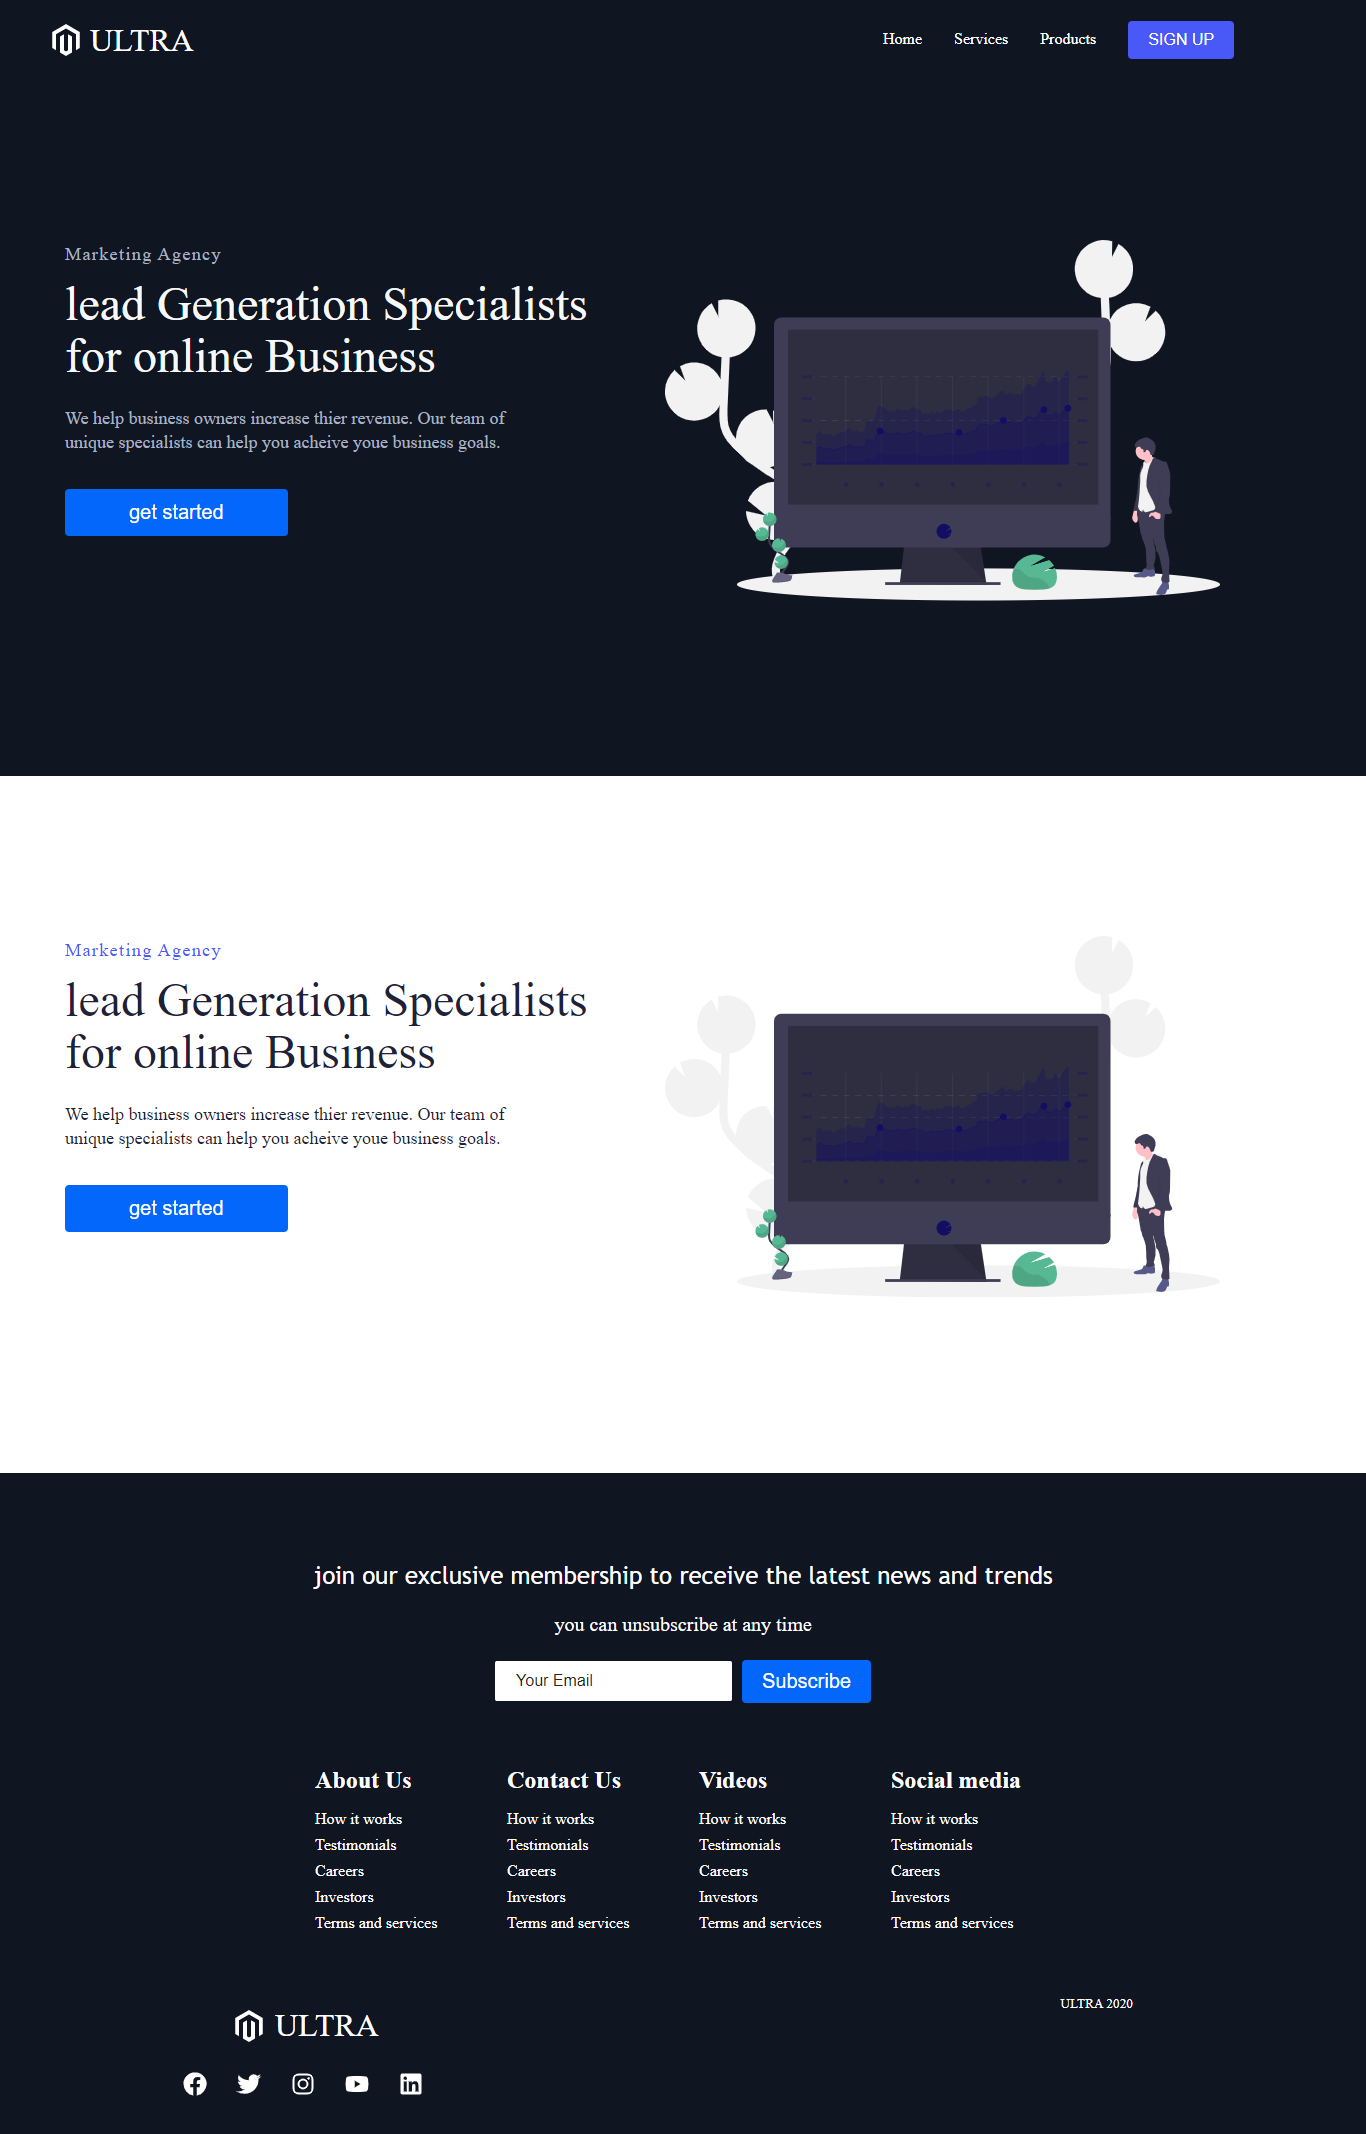 ULTRA
Home Services Products SIGN UP
Marketing Agency
lead Generation Specialists
for online Business
We help business owners increase thier revenue. Our team of
unique specialists can help you acheive youe business goals.
get started
Marketing Agency
lead Generation Specialists
for online Business
We help business owners increase thier revenue. Our team of
unique specialists can help you acheive youe business goals.
get started
join our exclusive membership to receive the latest news and trends
you can unsubscribe at any time
Your Email Subscribe
About Us Contact Us Videos Social media
How it works How it works How it works How it works
Testimonials Testimonials Testimonials Testimonials
Careers Careers Careers Careers
Investors Investors Investors Investors
Terms and services Terms and services Terms and services Terms and services
ULTRA 2020
ULTRA